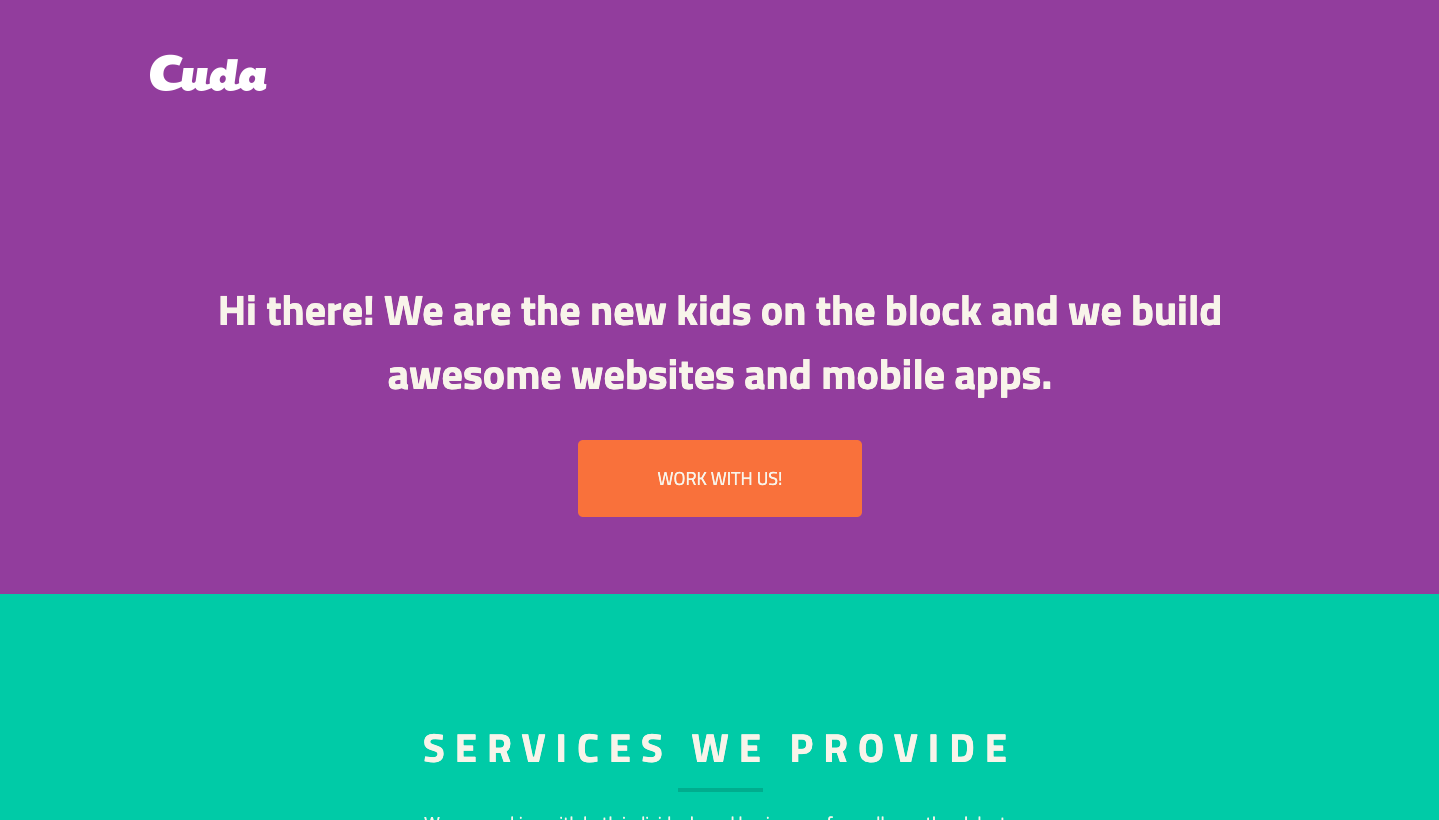 Cuda
Hi there! We are the new kids on the block and we build
awesome websites and mobile apps.
WORK WITH US!
SERVICES WE PROVIDE